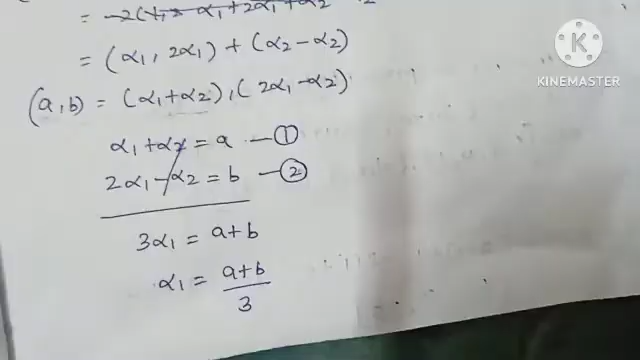 = (α₁, 2α₁) + (α₂ - α₂)
(a, b) = (α₁ + α₂), (2α₁ - α₂)
α₁ + α₂ = a — ①
2α₁ - α₂ = b — ②
3α₁ = a + b
α₁ = a+b
3
KINEMASTER